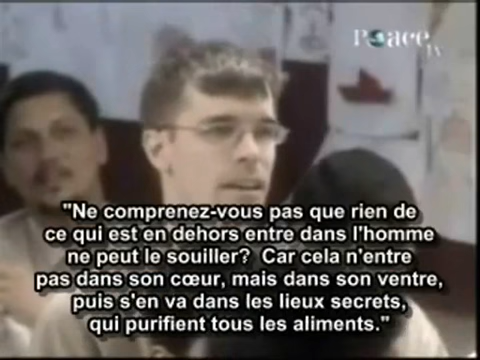 Peace
TV
"Ne comprenez-vous pas que rien de
ce qui est en dehors entre dans l'homme
ne peut le souiller? Car cela n'entre
pas dans son cœur, mais dans son ventre,
puis s'en va dans les lieux secrets,
qui purifient tous les aliments."